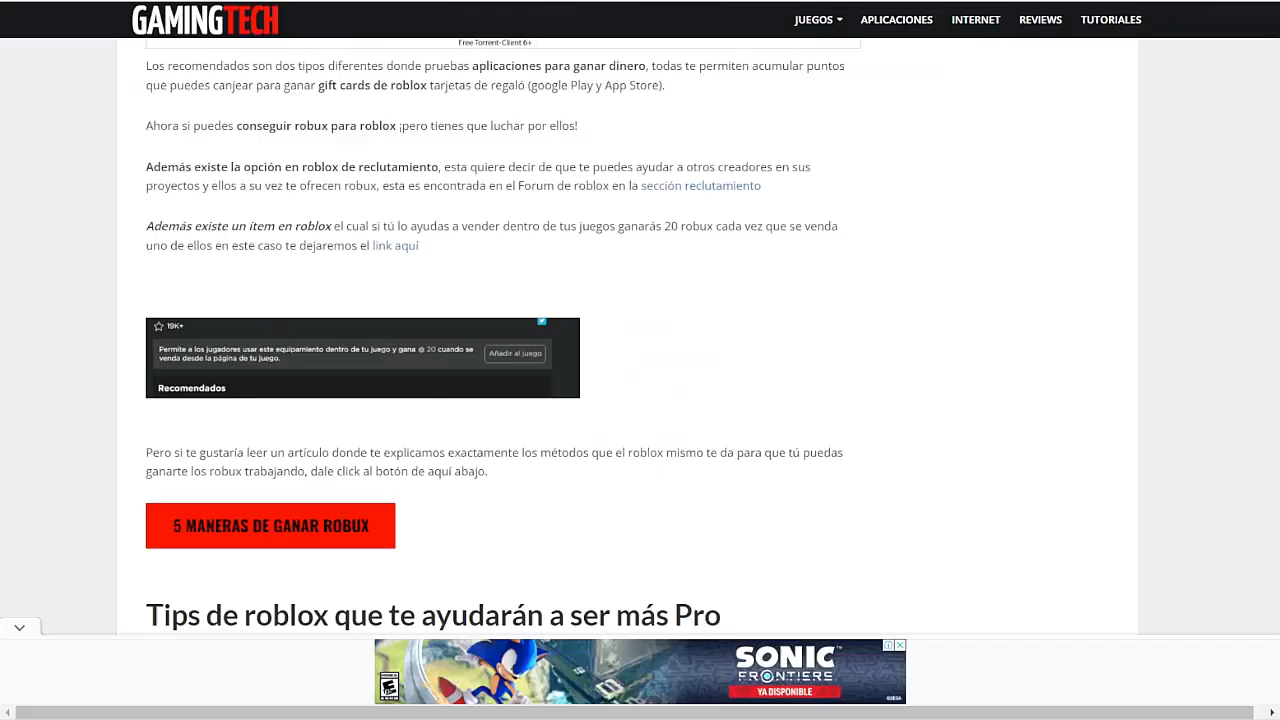 GAMINGTECH
JUEGOS APLICACIONES INTERNET REVIEWS TUTORIALES
Free Torrent-Client 6+
Los recomendados son dos tipos diferentes donde pruebas aplicaciones para ganar dinero, todas te permiten acumular puntos
que puedes canjear para ganar gift cards de roblox tarjetas de regaló (google Play y App Store).
Ahora si puedes conseguir robux para roblox ¡pero tienes que luchar por ellos!
Además existe la opción en roblox de reclutamiento, esta quiere decir de que te puedes ayudar a otros creadores en sus
proyectos y ellos a su vez te ofrecen robux, esta es encontrada en el Forum de roblox en la sección reclutamiento
Además existe un ítem en roblox el cual si tú lo ayudas a vender dentro de tus juegos ganarás 20 robux cada vez que se venda
uno de ellos en este caso te dejaremos el link aquí
19K+
Permite a los jugadores usar este equipamiento dentro de tu juego y gana 20 cuando se
venda desde la página de tu juego.
Añadir al juego
Recomendados
Pero si te gustaría leer un artículo donde te explicamos exactamente los métodos que el roblox mismo te da para que tú puedas
ganarte los robux trabajando, dale click al botón de aquí abajo.
5 MANERAS DE GANAR ROBUX
Tips de roblox que te ayudarán a ser más Pro
SONIC
FRONTIERS
YA DISPONIBLE
©SEGA